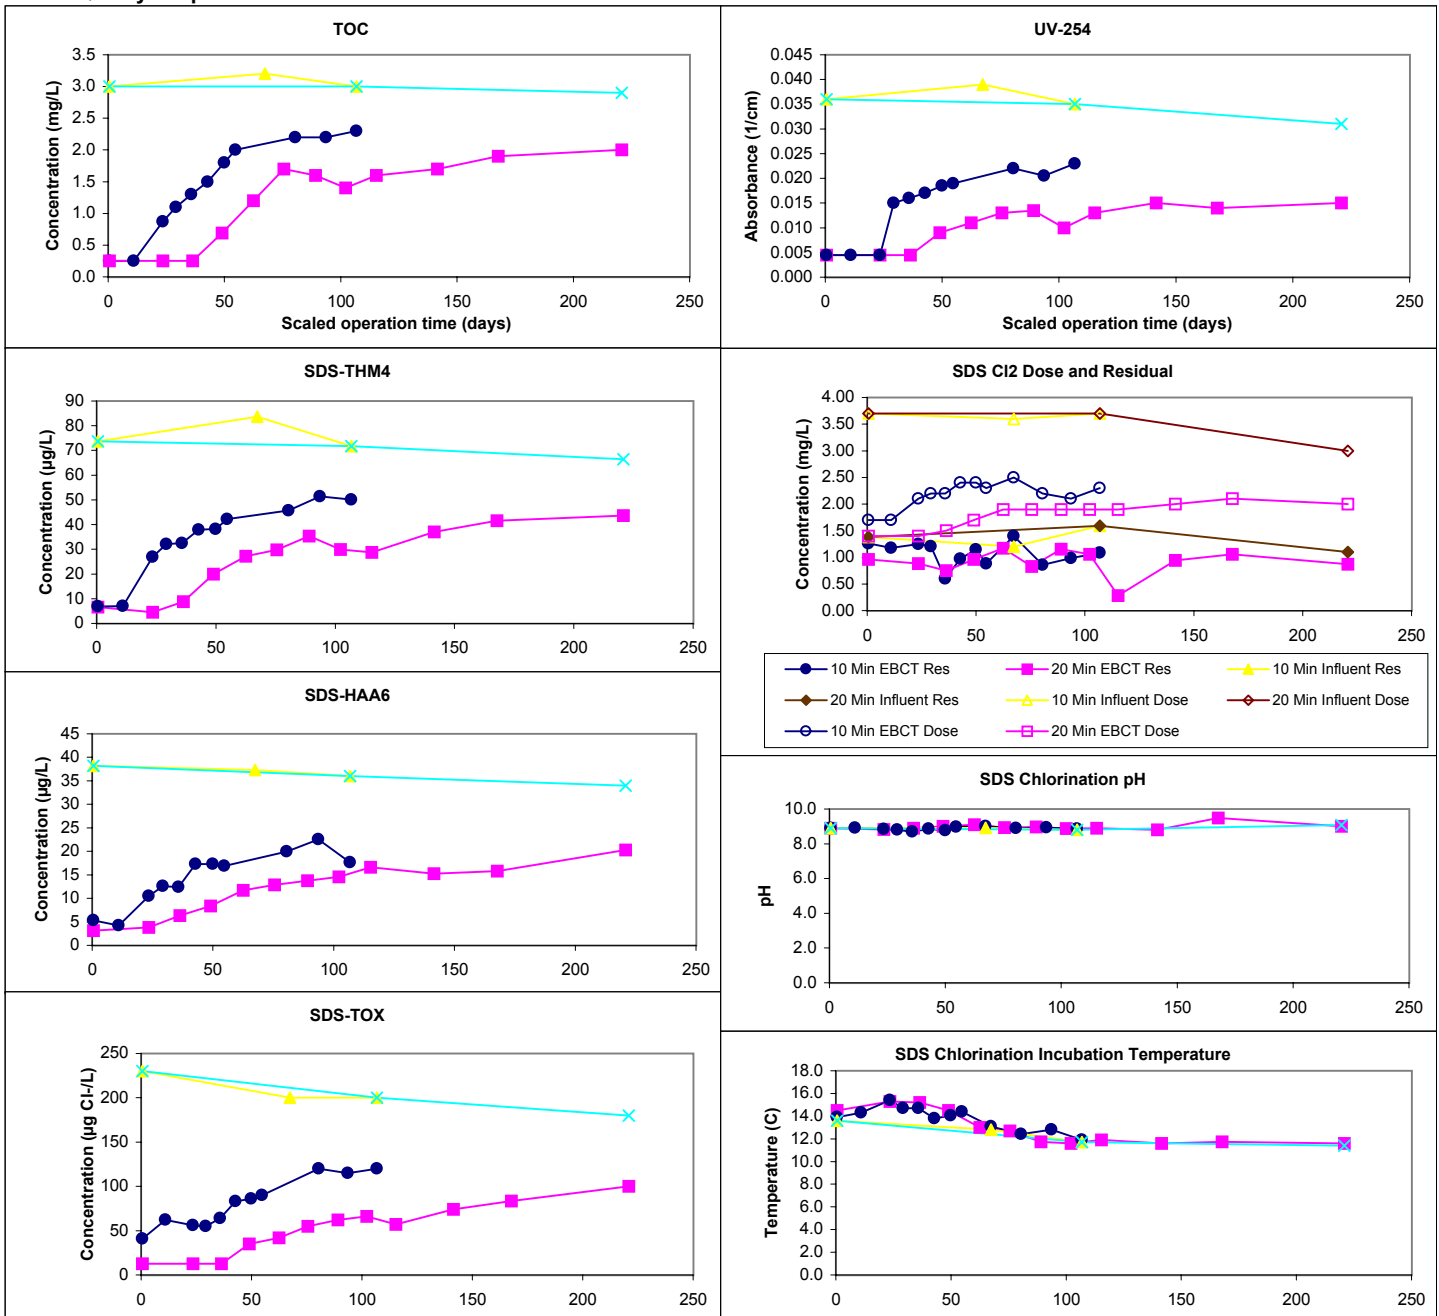 TOC
Concentration (mg/L)
3.5
3.0
2.5
2.0
1.5
1.0
0.5
0.0
0 50 100 150 200 250
Scaled operation time (days)
UV-254
Absorbance (1/cm)
0.045
0.040
0.035
0.030
0.025
0.020
0.015
0.010
0.005
0.000
0 50 100 150 200 250
Scaled operation time (days)
SDS-THM4
Concentration (µg/L)
90
80
70
60
50
40
30
20
10
0
0 50 100 150 200 250
SDS Cl2 Dose and Residual
Concentration (mg/L)
4.00
3.50
3.00
2.50
2.00
1.50
1.00
0.50
0.00
0 50 100 150 200 250
10 Min EBCT Res 20 Min EBCT Res 10 Min Influent Res
20 Min Influent Res 10 Min Influent Dose 20 Min Influent Dose
10 Min EBCT Dose 20 Min EBCT Dose
SDS-HAA6
Concentration (µg/L)
45
40
35
30
25
20
15
10
5
0
0 50 100 150 200 250
SDS Chlorination pH
pH
10.0
8.0
6.0
4.0
2.0
0.0
0 50 100 150 200 250
SDS-TOX
Concentration (µg Cl-/L)
250
200
150
100
50
0
0 50 100 150 200 250
SDS Chlorination Incubation Temperature
Temperature (C)
18.0
16.0
14.0
12.0
10.0
8.0
6.0
4.0
2.0
0.0
0 50 100 150 200 250